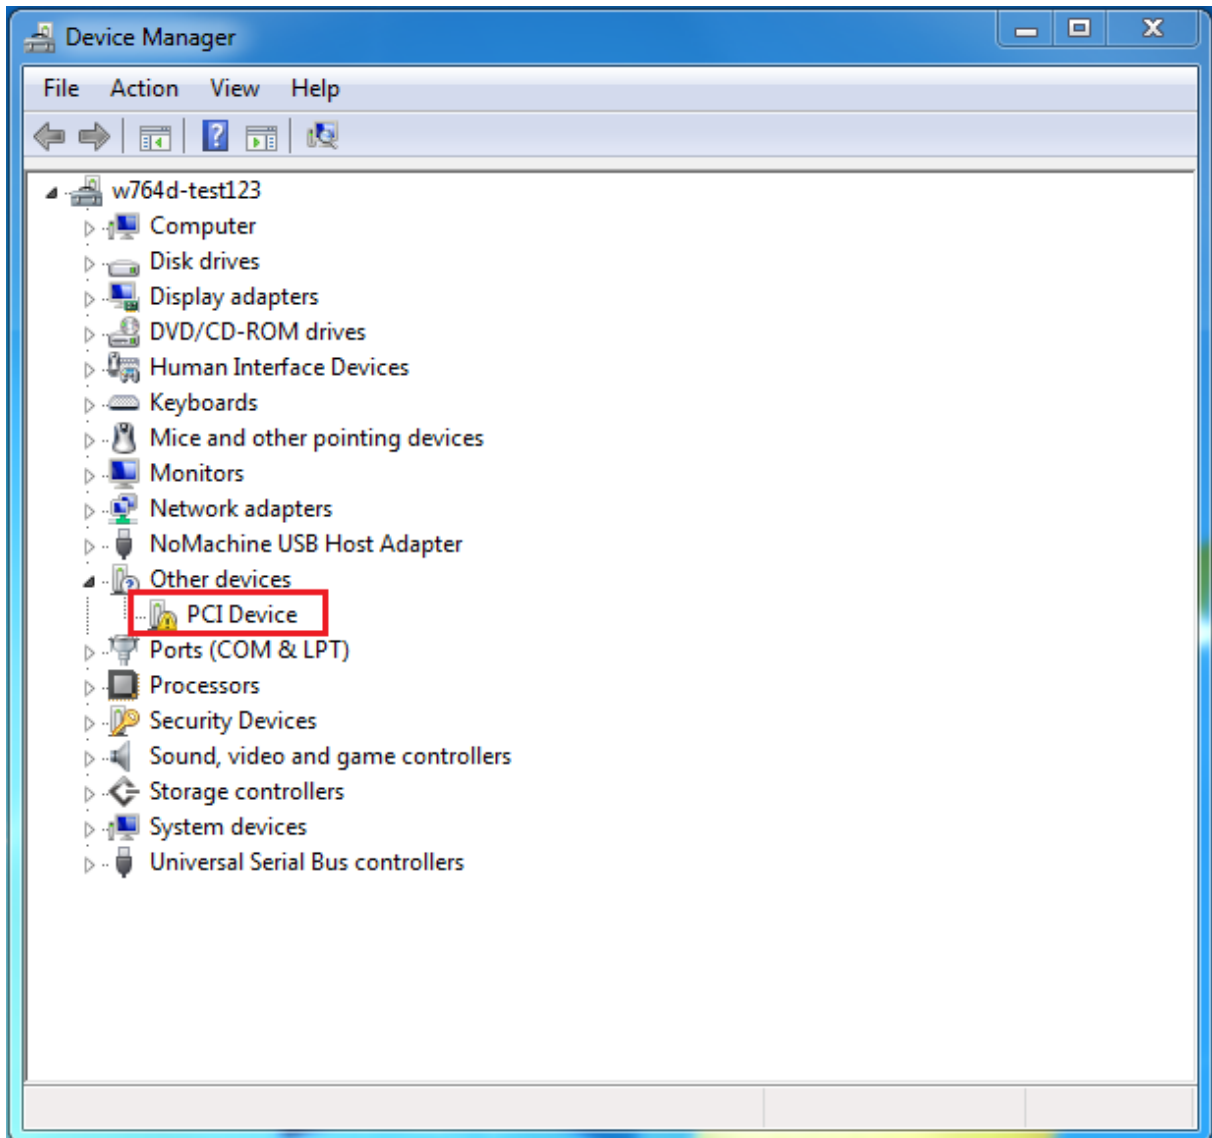 Device Manager
File Action View Help
w764d-test123
Computer
Disk drives
Display adapters
DVD/CD-ROM drives
Human Interface Devices
Keyboards
Mice and other pointing devices
Monitors
Network adapters
NoMachine USB Host Adapter
Other devices
PCI Device
Ports (COM & LPT)
Processors
Security Devices
Sound, video and game controllers
Storage controllers
System devices
Universal Serial Bus controllers